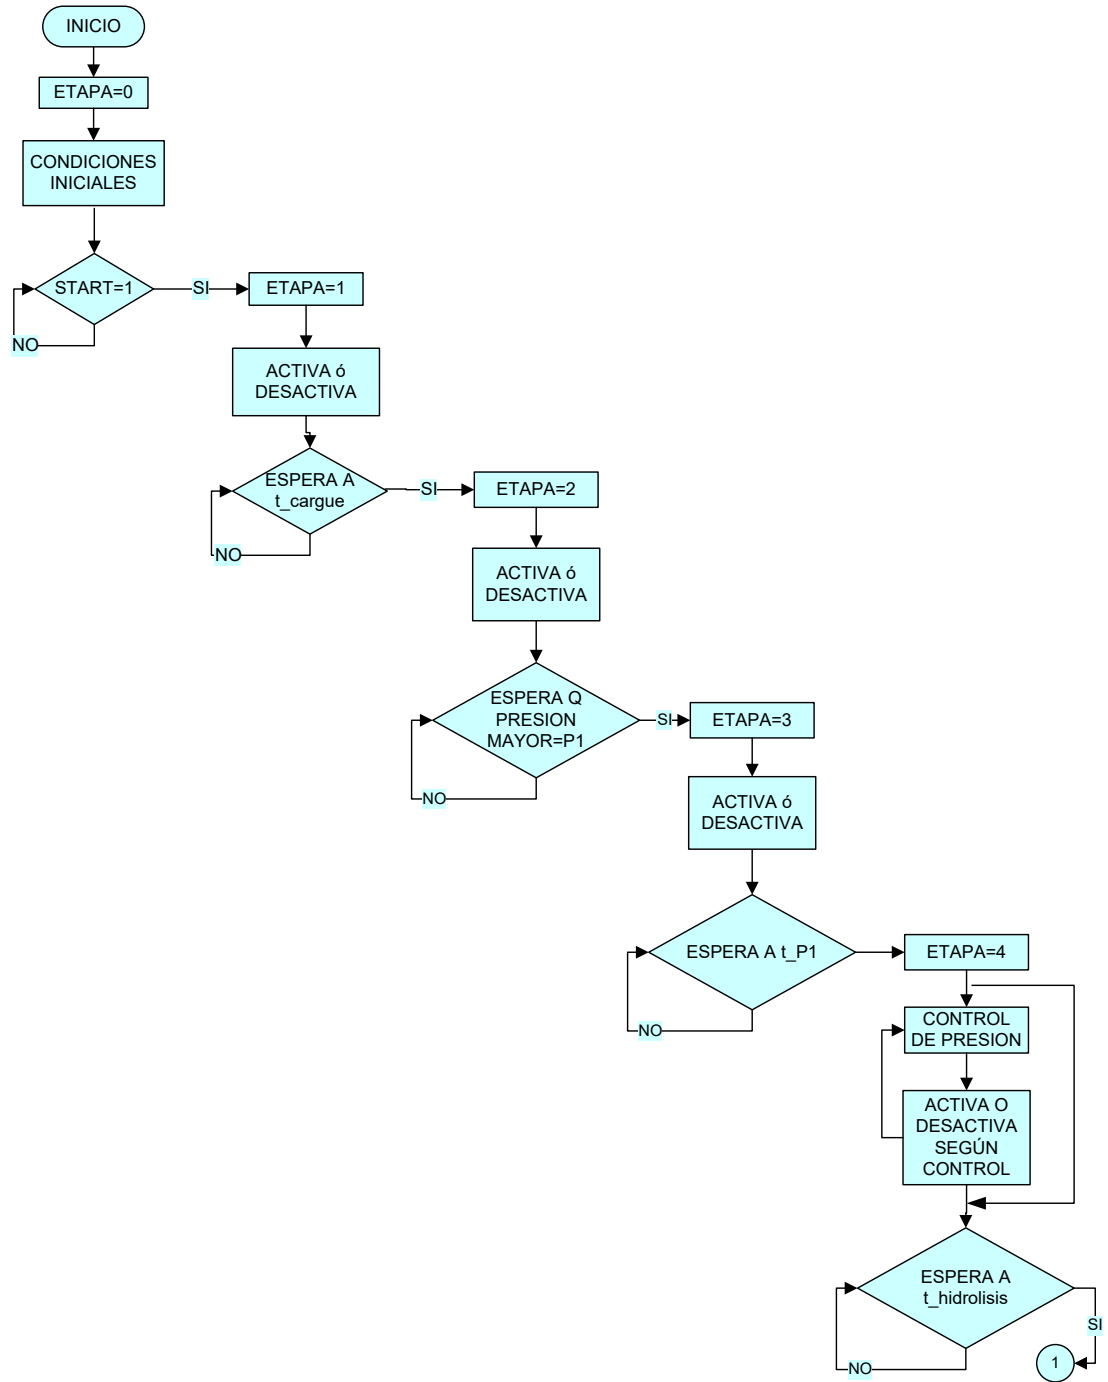 INICIO
ETAPA=0
CONDICIONES
INICIALES
START=1
SI
ETAPA=1
NO
ACTIVA ó
DESACTIVA
ESPERA A
t_cargue
SI
ETAPA=2
NO
ACTIVA ó
DESACTIVA
ESPERA Q
PRESION
MAYOR=P1
SI
ETAPA=3
NO
ACTIVA ó
DESACTIVA
ESPERA A t_P1
ETAPA=4
NO
CONTROL
DE PRESION
ACTIVA O
DESACTIVA
SEGÚN
CONTROL
ESPERA A
t_hidrolisis
SI
NO
1